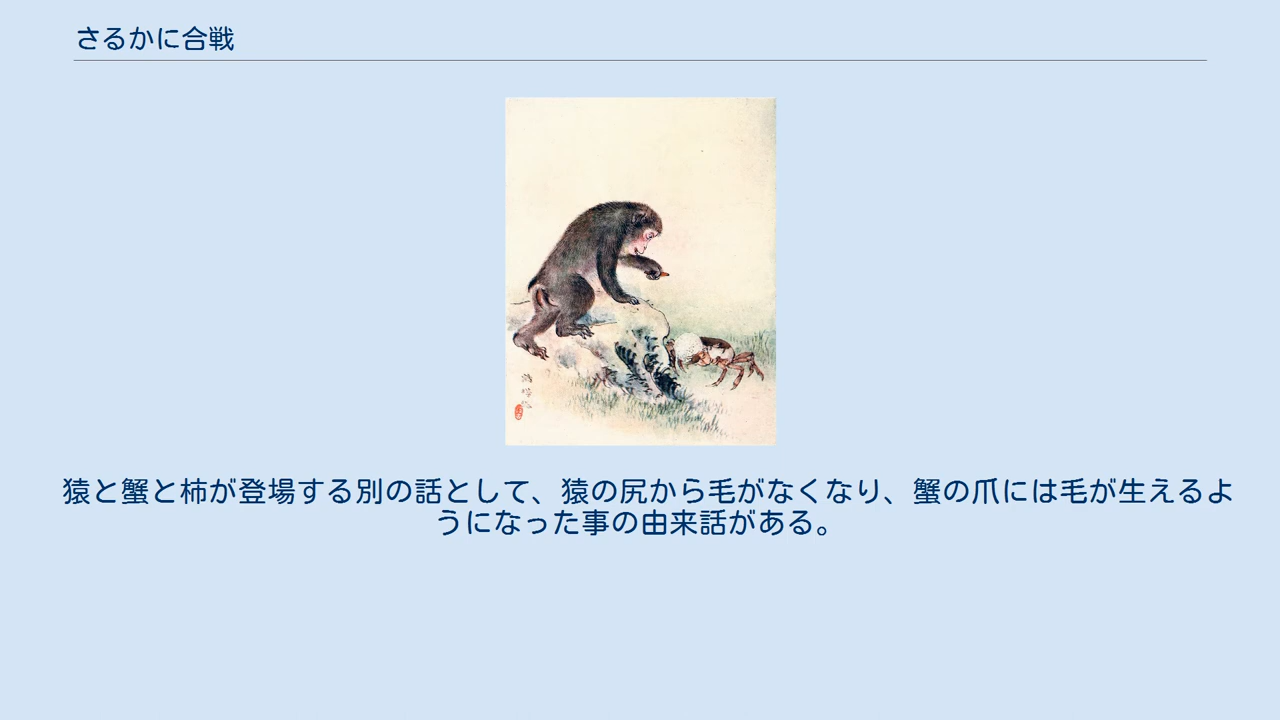 さるかに合戦
猿と蟹と柿が登場する別の話として、猿の尻から毛がなくなり、蟹の爪には毛が生えるよ
うになった事の由来話がある。